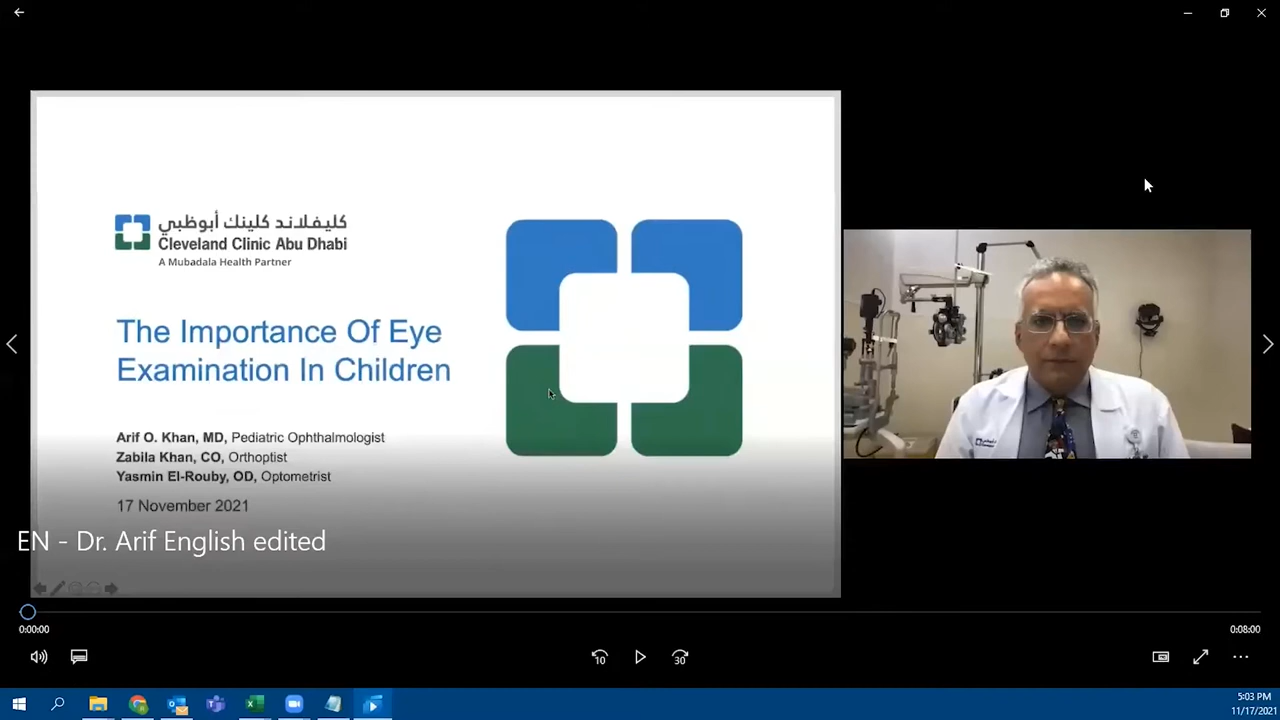 كليفلاند كلينك أبوظبي
Cleveland Clinic Abu Dhabi
A Mubadala Health Partner
The Importance Of Eye
Examination In Children
Arif O. Khan, MD, Pediatric Ophthalmologist
Zabila Khan, CO, Orthoptist
Yasmin El-Rouby, OD, Optometrist
17 November 2021
EN - Dr. Arif English edited
0:00:00
0:08:00
10
30
5:03 PM
11/17/2021